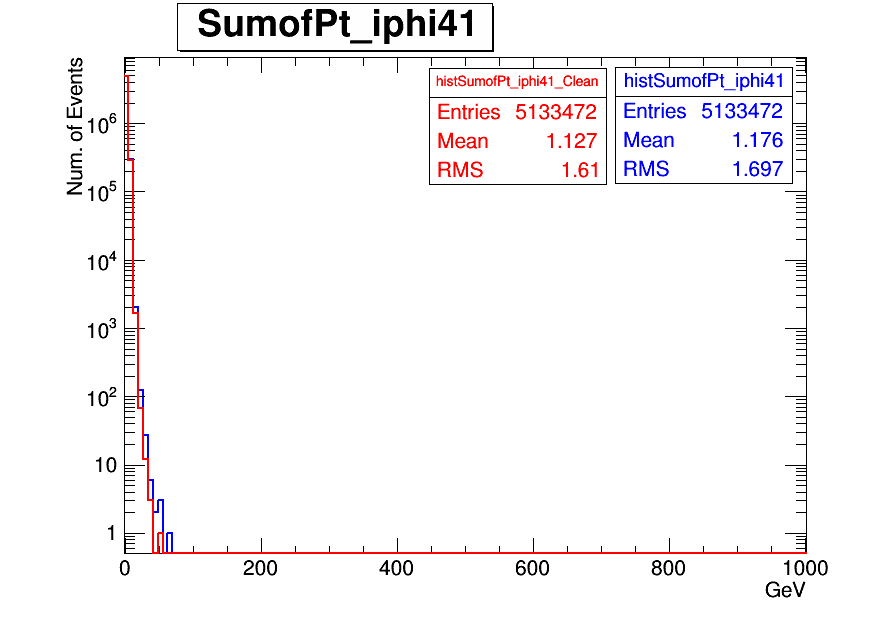 SumofPt_iphi41
Num. of Events
histSumofPt_iphi41_Clean
Entries 5133472
Mean 1.127
RMS 1.61
histSumofPt_iphi41
Entries 5133472
Mean 1.176
RMS 1.697
10^6
10^5
10^4
10^3
10^2
10
1
0 200 400 600 800 1000
GeV